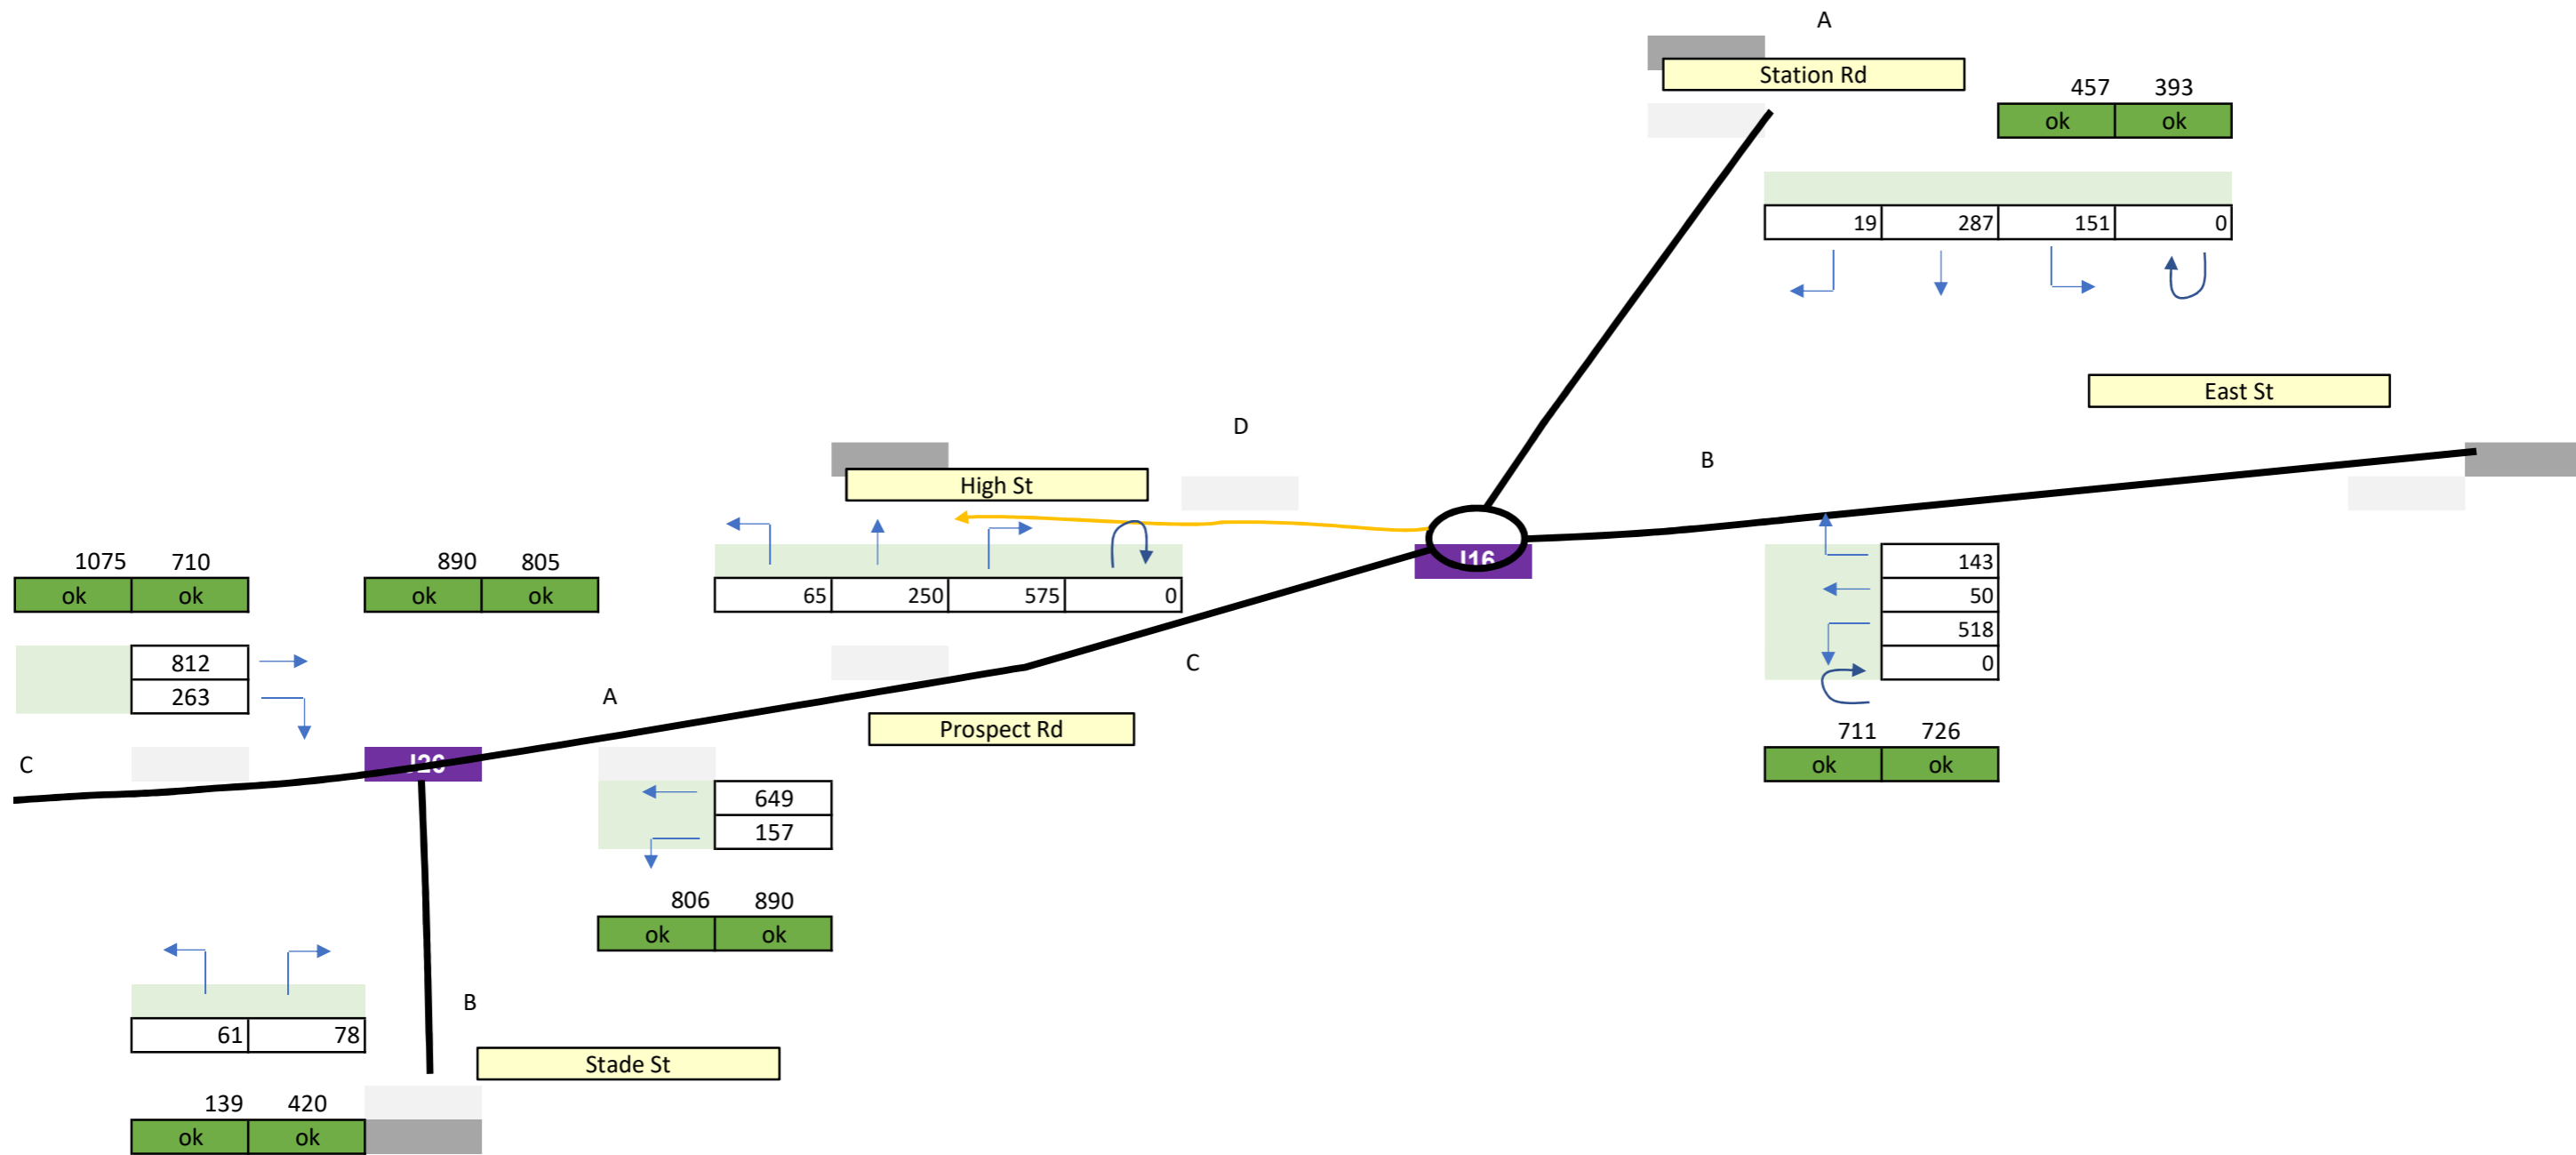 A
Station Rd
457 393
ok ok
19 287 151 0
East St
D
B
High St
J16
1075 710
ok ok
890 805
ok ok
65 250 575 0
143
50
518
0
812
263
C
A
Prospect Rd
711 726
ok ok
C
649
157
806 890
ok ok
B
61 78
Stade St
139 420
ok ok